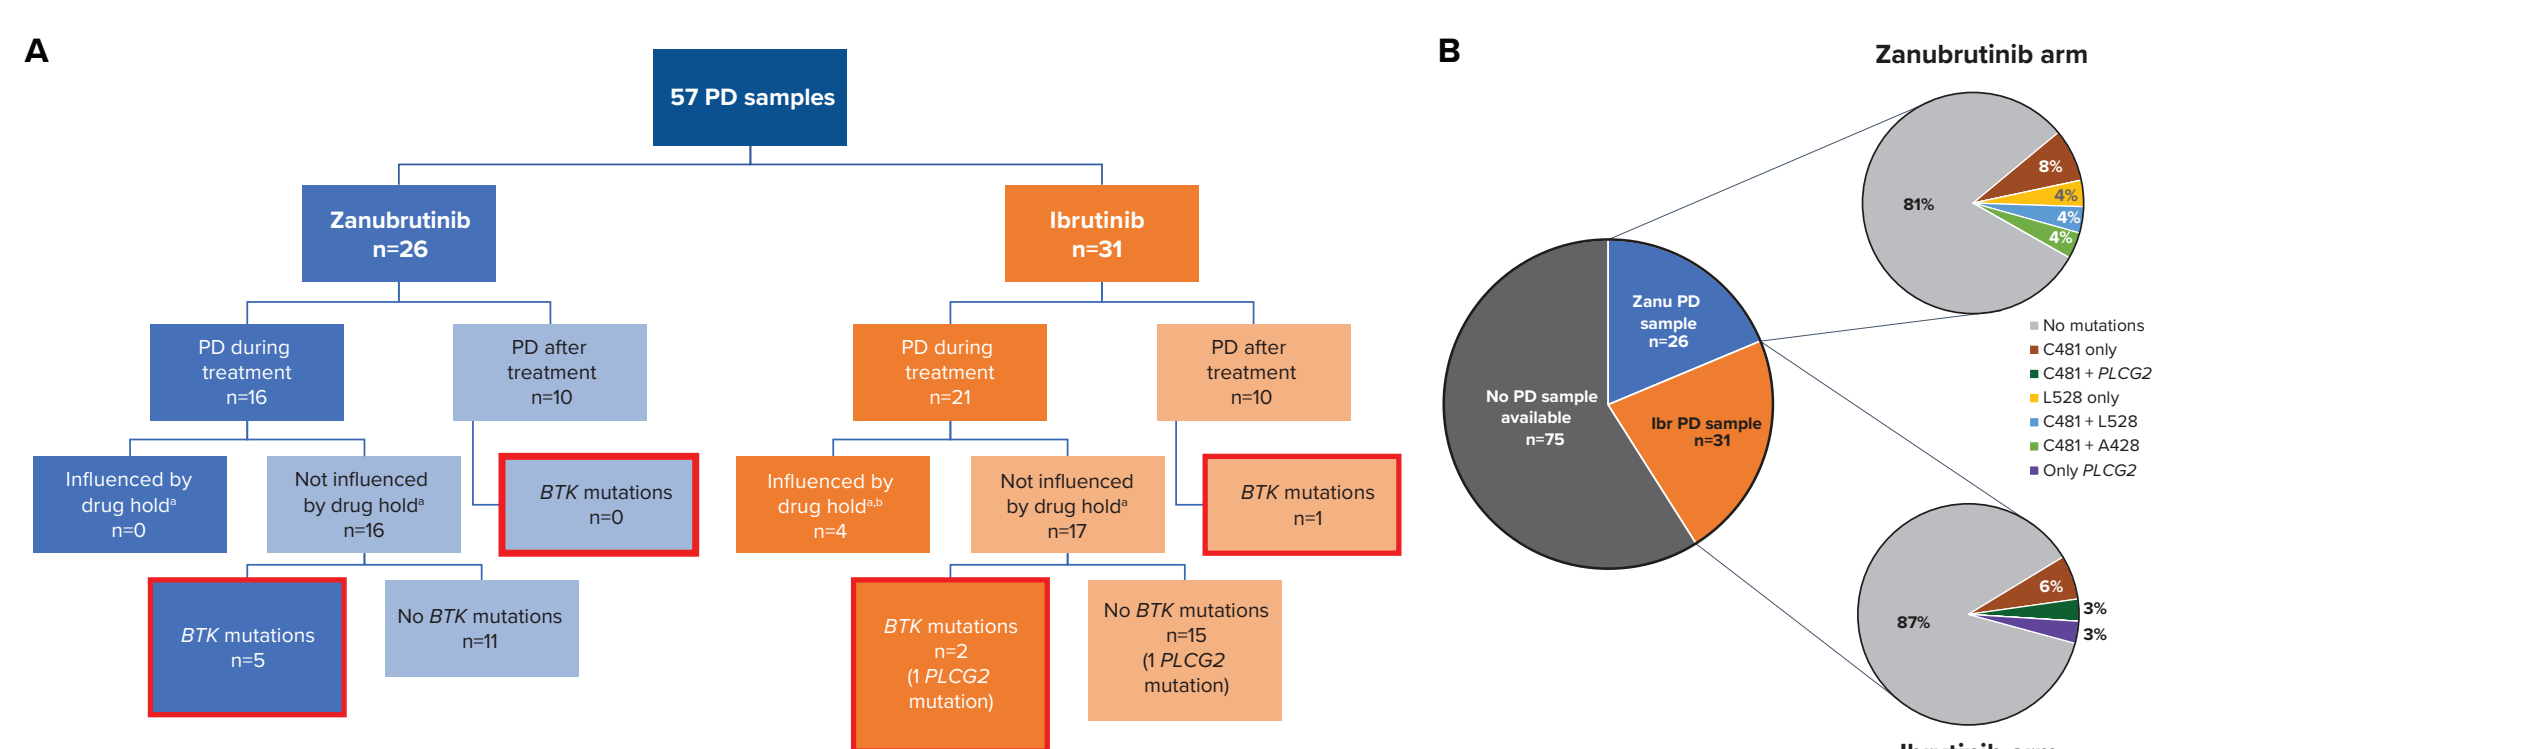 A
57 PD samples
Zanubrutinib
n=26
Ibrutinib
n=31
PD during
treatment
n=16
PD after
treatment
n=10
PD during
treatment
n=21
PD after
treatment
n=10
Influenced by
drug holdᵃ
n=0
Not influenced
by drug holdᵃ
n=16
BTK mutations
n=0
Influenced by
drug holdᵃ,ᵇ
n=4
Not influenced
by drug holdᵃ
n=17
BTK mutations
n=1
BTK mutations
n=5
No BTK mutations
n=11
BTK mutations
n=2
(1 PLCG2
mutation)
No BTK mutations
n=15
(1 PLCG2
mutation)
B
Zanubrutinib arm
81%
8%
4%
4%
4%
Zanu PD
sample
n=26
No PD sample
available
n=75
Ibr PD sample
n=31
No mutations
C481 only
C481 + PLCG2
L528 only
C481 + L528
C481 + A428
Only PLCG2
87%
6%
3%
3%
Ibrutinib arm